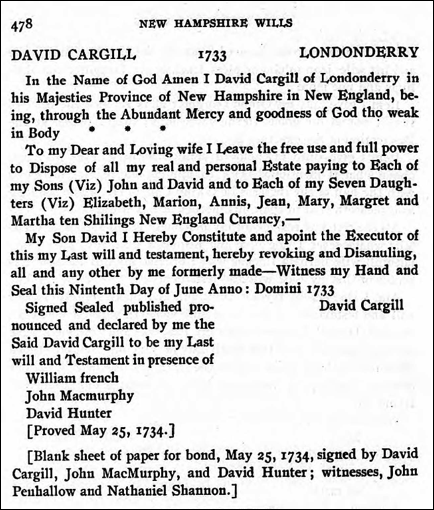 478 NEW HAMPSHIRE WILLS
DAVID CARGILL 1733 LONDONDERRY
In the Name of God Amen I David Cargill of Londonderry in
his Majesties Province of New Hampshire in New England, be-
ing, through the Abundant Mercy and goodness of God tho weak
in Body * * *
To my Dear and Loving wife I Leave the free use and full power
to Dispose of all my real and personal Estate paying to Each of
my Sons (Viz) John and David and to Each of my Seven Daugh-
ters (Viz) Elizabeth, Marion, Annis, Jean, Mary, Margret and
Martha ten Shilings New England Curancy,—
My Son David I Hereby Constitute and apoint the Executor of
this my Last will and testament, hereby revoking and Disanuling,
all and any other by me formerly made—Witness my Hand and
Seal this Nintenth Day of June Anno: Domini 1733
Signed Sealed published pro- David Cargill
nounced and declared by me the
Said David Cargill to be my Last
will and Testament in presence of
William french
John Macmurphy
David Hunter
[Proved May 25, 1734.]
[Blank sheet of paper for bond, May 25, 1734, signed by David
Cargill, John MacMurphy, and David Hunter; witnesses, John
Penhallow and Nathaniel Shannon.]